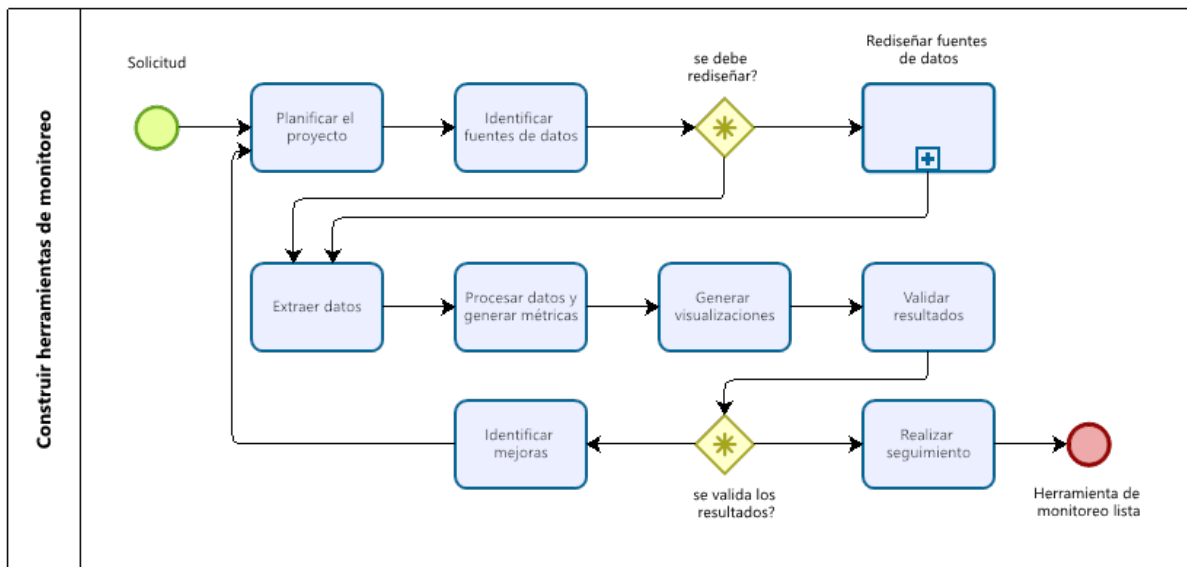 Construir herramientas de monitoreo
Solicitud
se debe
rediseñar?
Rediseñar fuentes
de datos
Planificar el
proyecto
Identificar
fuentes de datos
Extraer datos
Procesar datos y
generar métricas
Generar
visualizaciones
Validar
resultados
Identificar
mejoras
se valida los
resultados?
Realizar
seguimiento
Herramienta de
monitoreo lista